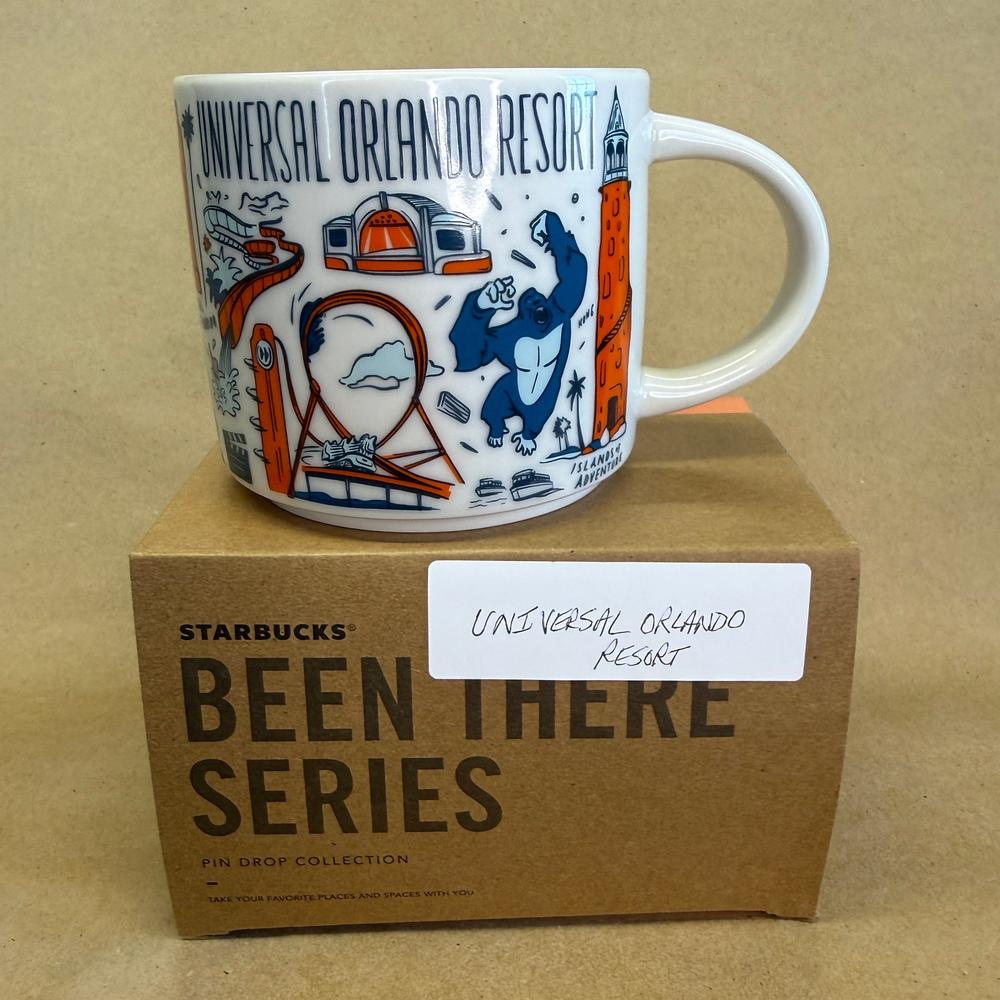 UNIVERSAL ORLANDO RESORT
KONG
ISLANDS of
ADVENTURE
UNIVERSAL ORLANDO
RESORT
STARBUCKS®
BEEN THERE
SERIES
PIN DROP COLLECTION
TAKE YOUR FAVORITE PLACES AND SPACES WITH YOU